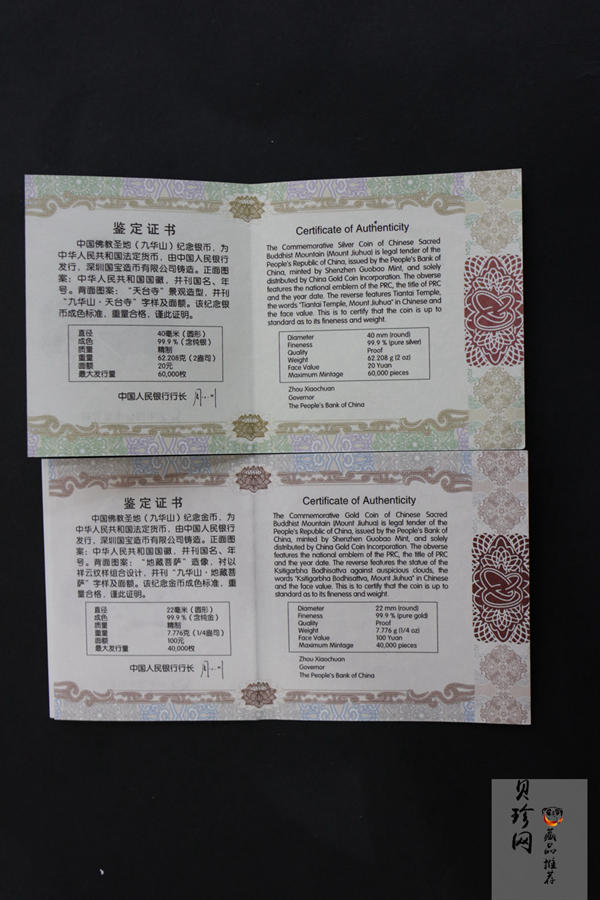 鉴定证书
中国佛教圣地（九华山）纪念银币，为
中华人民共和国法定货币，由中国人民银行
发行，深圳国宝造币有限公司铸造。正面图
案：中华人民共和国国徽，并刊国名、年
号。背面图案：“天台寺”景观造型，并刊
“九华山·天台寺”字样及面额。该纪念银
币成色标准，重量合格，谨此证明。
直径 40毫米（圆形）
成色 99.9％（含纯银）
质量 精制
重量 62.208克（2盎司）
面额 20元
最大发行量 60,000枚
中国人民银行行长
Certificate of Authenticity
The Commemorative Silver Coin of Chinese Sacred
Buddhist Mountain (Mount Jiuhua) is legal tender of the
People's Republic of China, issued by the People's Bank of
China, minted by Shenzhen Guobao Mint, and solely
distributed by China Gold Coin Incorporation. The obverse
features the national emblem of the PRC, the title of PRC
and the year date. The reverse features Tiantai Temple,
the words "Tiantai Temple, Mount Jiuhua" in Chinese and
the face value. This is to certify that the coin is up to
standard as to its fineness and weight.
Diameter 40 mm (round)
Fineness 99.9 % (pure silver)
Quality Proof
Weight 62.208 g (2 oz)
Face Value 20 Yuan
Maximum Mintage 60,000 pieces
Zhou Xiaochuan
Governor
The People's Bank of China
鉴定证书
中国佛教圣地（九华山）纪念金币，为
中华人民共和国法定货币，由中国人民银行
发行，深圳国宝造币有限公司铸造。正面图
案：中华人民共和国国徽，并刊国名、年
号。背面图案：“地藏菩萨”造像，衬以
祥云纹样组合设计，并刊“九华山·地藏菩
萨”字样及面额。该纪念金币成色标准，重
量合格，谨此证明。
直径 22毫米（圆形）
成色 99.9％（含纯金）
质量 精制
重量 7.776克（1/4盎司）
面额 100元
最大发行量 40,000枚
中国人民银行行长
Certificate of Authenticity
The Commemorative Gold Coin of Chinese Sacred
Buddhist Mountain (Mount Jiuhua) is legal tender of the
People's Republic of China, issued by the People's Bank of
China, minted by Shenzhen Guobao Mint, and solely
distributed by China Gold Coin Incorporation. The obverse
features the national emblem of the PRC, the title of PRC
and the year date. The reverse features the statue of the
Ksitigarbha Bodhisattva against auspicious clouds, the
words "Ksitigarbha Bodhisattva, Mount Jiuhua" in Chinese
and the face value. This is to certify that the coin is up to
standard as to its fineness and weight.
Diameter 22 mm (round)
Fineness 99.9 % (pure gold)
Quality Proof
Weight 7.776 g (1/4 oz)
Face Value 100 Yuan
Maximum Mintage 40,000 pieces
Zhou Xiaochuan
Governor
The People's Bank of China
贝珍网
藏品推荐